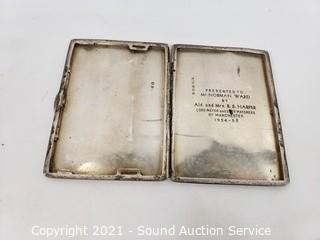 PRESENTED TO
Mr NORMAN WARD
BY
Ald. and Mrs. R. S. HARPER
LORD MAYOR AND LADY MAYORESS
OF MANCHESTER
1954-55
Copyright 2021 - Sound Auction Service